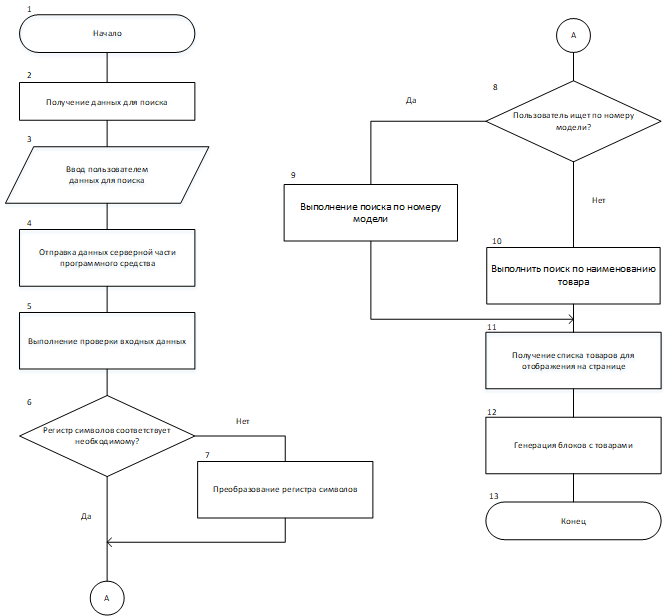 1
Начало
2
Получение данных для поиска
3
Ввод пользователем
данных для поиска
4
Отправка данных серверной части
программного средства
5
Выполнение проверки входных данных
6
Регистр символов соответствует
необходимому?
Нет
7
Преобразование регистра символов
Да
А
А
8
Пользователь ищет по номеру
модели?
Да
9
Выполнение поиска по номеру
модели
Нет
10
Выполнить поиск по наименованию
товара
11
Получение списка товаров для
отображения на странице
12
Генерация блоков с товарами
13
Конец